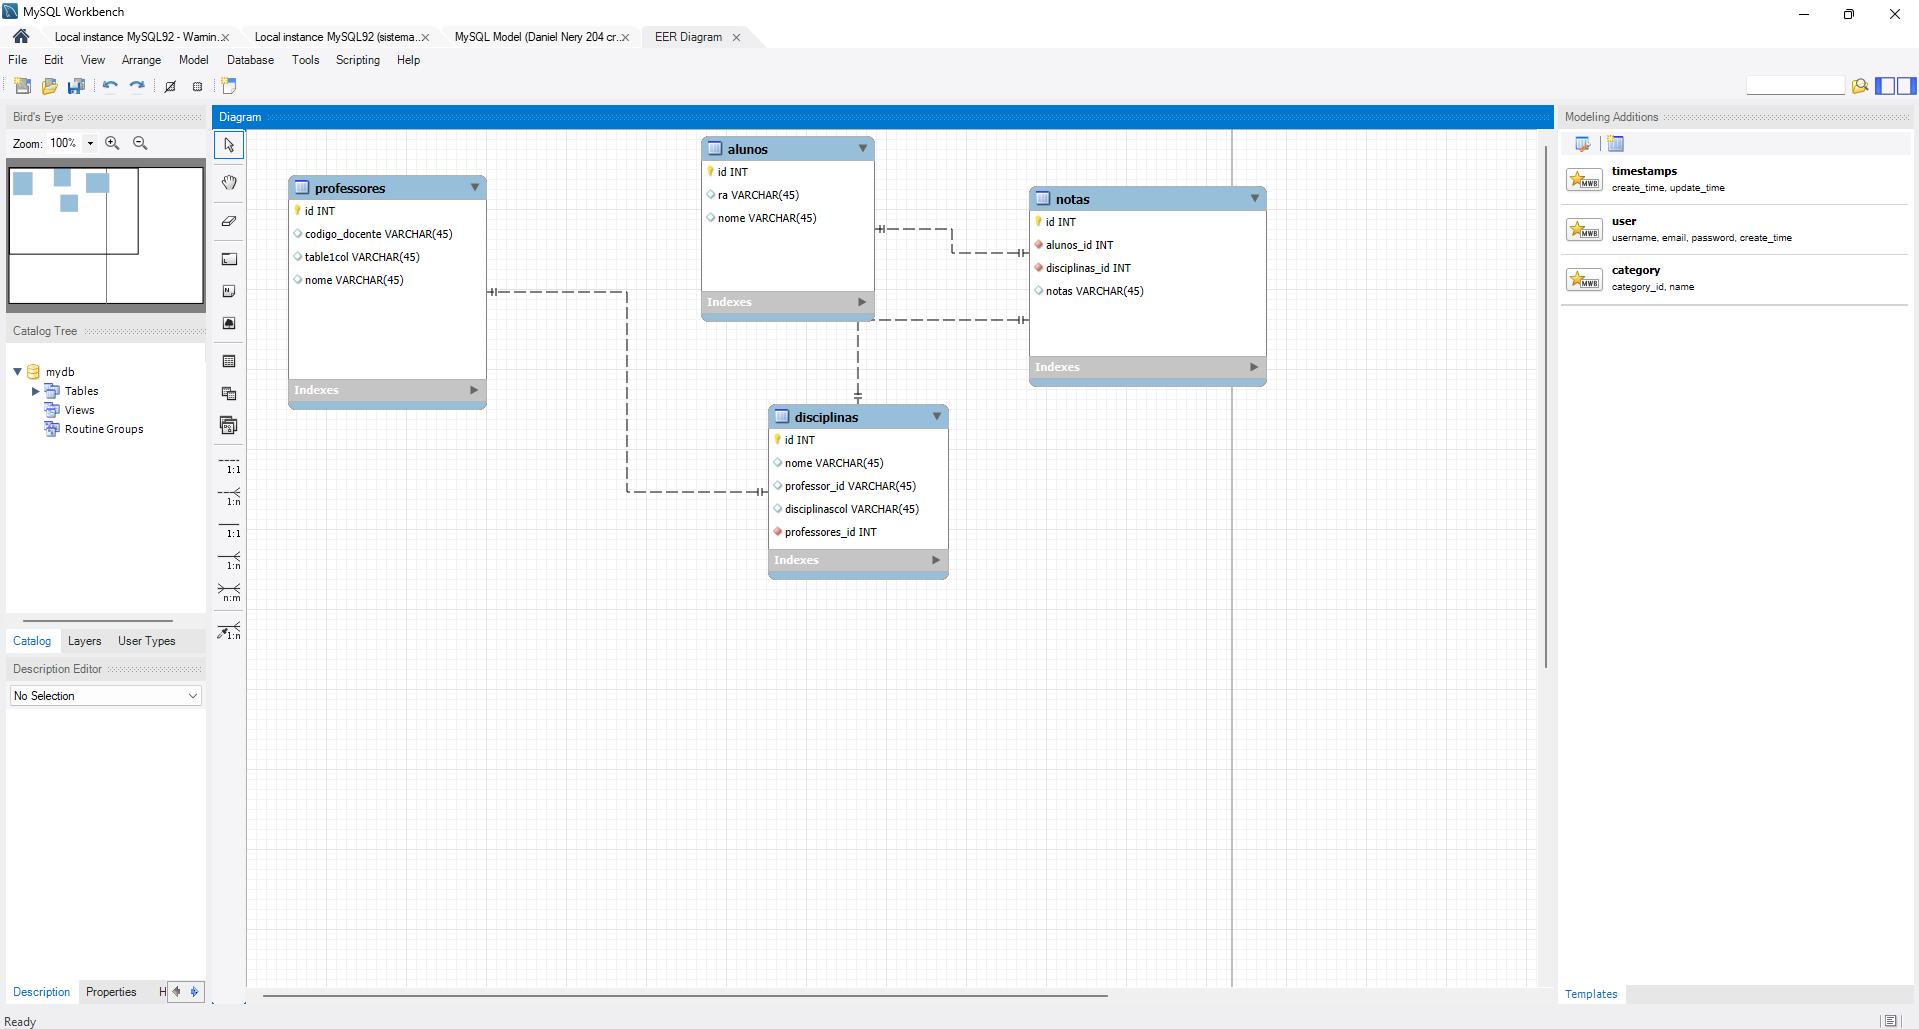 MySQL Workbench
Local instance MySQL92 - Warnin..
Local instance MySQL92 (sistema..
MySQL Model (Daniel Nery 204 cr..
EER Diagram
File Edit View Arrange Model Database Tools Scripting Help
Bird's Eye
Zoom: 100%
Catalog Tree
mydb
Tables
Views
Routine Groups
Catalog Layers User Types
Description Editor
No Selection
Description Properties H
Ready
Diagram
1:1
1:n
1:1
1:n
n:m
1:n
professores
id INT
codigo_docente VARCHAR(45)
table1col VARCHAR(45)
nome VARCHAR(45)
Indexes
alunos
id INT
ra VARCHAR(45)
nome VARCHAR(45)
Indexes
notas
id INT
alunos_id INT
disciplinas_id INT
notas VARCHAR(45)
Indexes
disciplinas
id INT
nome VARCHAR(45)
professor_id VARCHAR(45)
disciplinascol VARCHAR(45)
professores_id INT
Indexes
Modeling Additions
MWB
timestamps
create_time, update_time
MWB
user
username, email, password, create_time
MWB
category
category_id, name
Templates